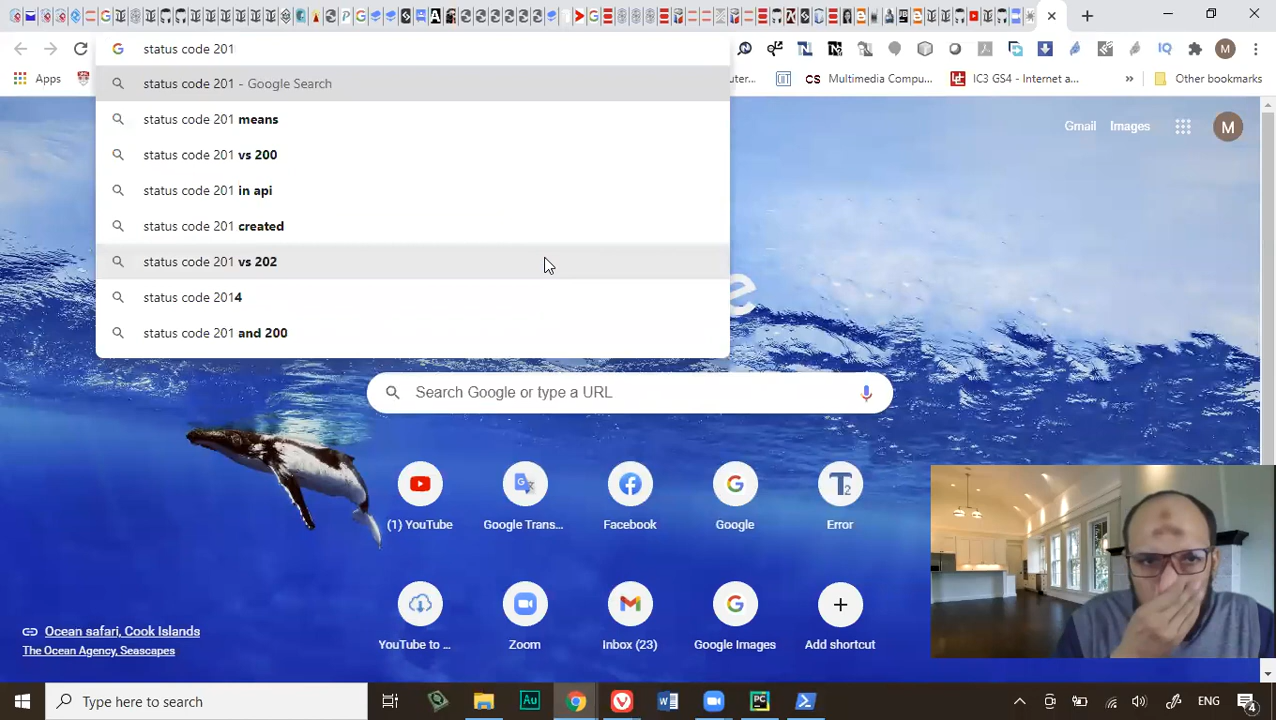 status code 201
Apps
uter...
Multimedia Compu...
IC3 GS4 - Internet a...
»
Other bookmarks
M
status code 201 - Google Search
status code 201 means
status code 201 vs 200
status code 201 in api
status code 201 created
status code 201 vs 202
status code 2014
status code 201 and 200
Gmail
Images
M
e
Search Google or type a URL
(1) YouTube
Google Trans...
Facebook
Google
Error
YouTube to ...
Zoom
Inbox (23)
Google Images
Add shortcut
Ocean safari, Cook Islands
The Ocean Agency, Seascapes
Type here to search
ENG
4